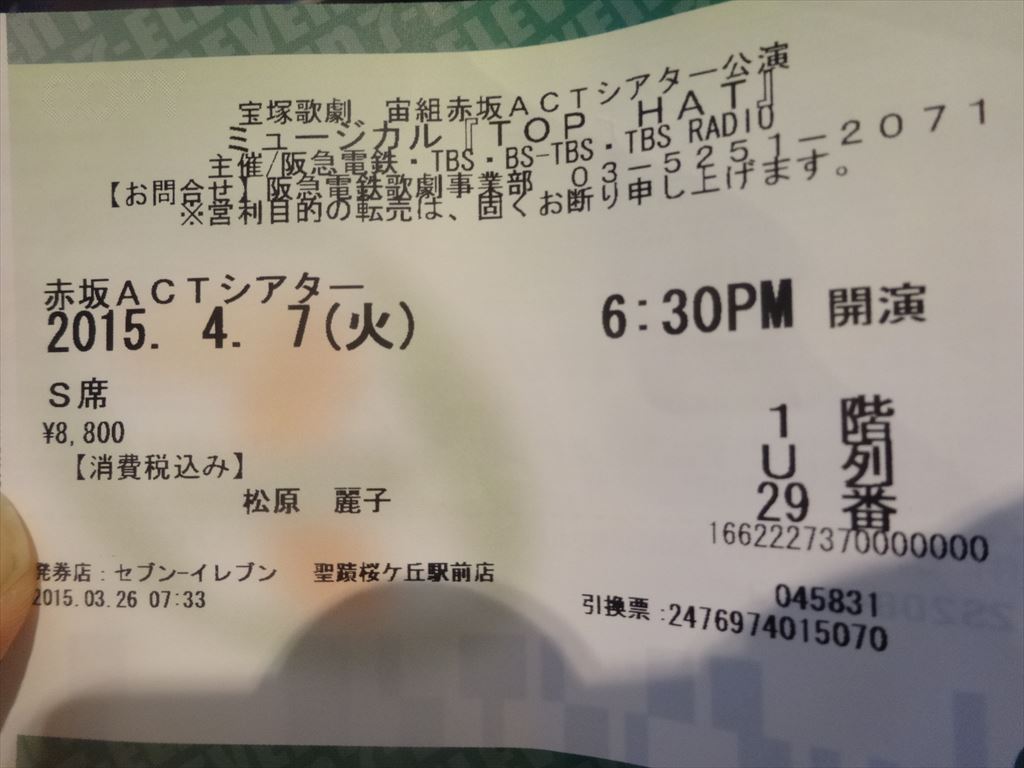 7-ELEVEN
宝塚歌劇 宙組赤坂ACTシアター公演
ミュージカル『TOP HAT』
主催/阪急電鉄・TBS・BS-TBS・TBS RADIO
【お問合せ】阪急電鉄歌劇事業部 03-5251-2071
※営利目的の転売は、固くお断り申し上げます。
赤坂ACTシアター
2015. 4. 7(火) 6:30PM 開演
S席
¥8,800
【消費税込み】
松原 麗子
1 階
U 列
29 番
1662227370000000
発券店:セブン-イレブン 聖蹟桜ケ丘駅前店
2015.03.26 07:33
045831
引換票:2476974015070